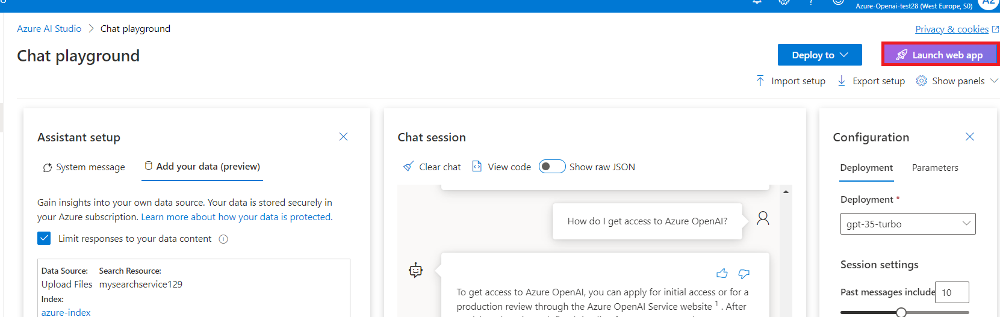 Azure-Openai-test28 (West Europe, S0)
Azure AI Studio > Chat playground
Privacy & cookies
Chat playground
Deploy to
Launch web app
Import setup
Export setup
Show panels
Assistant setup
System message
Add your data (preview)
Gain insights into your own data source. Your data is stored securely in
your Azure subscription. Learn more about how your data is protected.
Limit responses to your data content
Data Source: Search Resource:
Upload Files mysearchservice129
Index:
azure-index
Chat session
Clear chat
View code
Show raw JSON
How do I get access to Azure OpenAI?
To get access to Azure OpenAI, you can apply for initial access or for a
production review through the Azure OpenAI Service website 1 . After
Configuration
Deployment
Parameters
Deployment *
gpt-35-turbo
Session settings
Past messages include
10